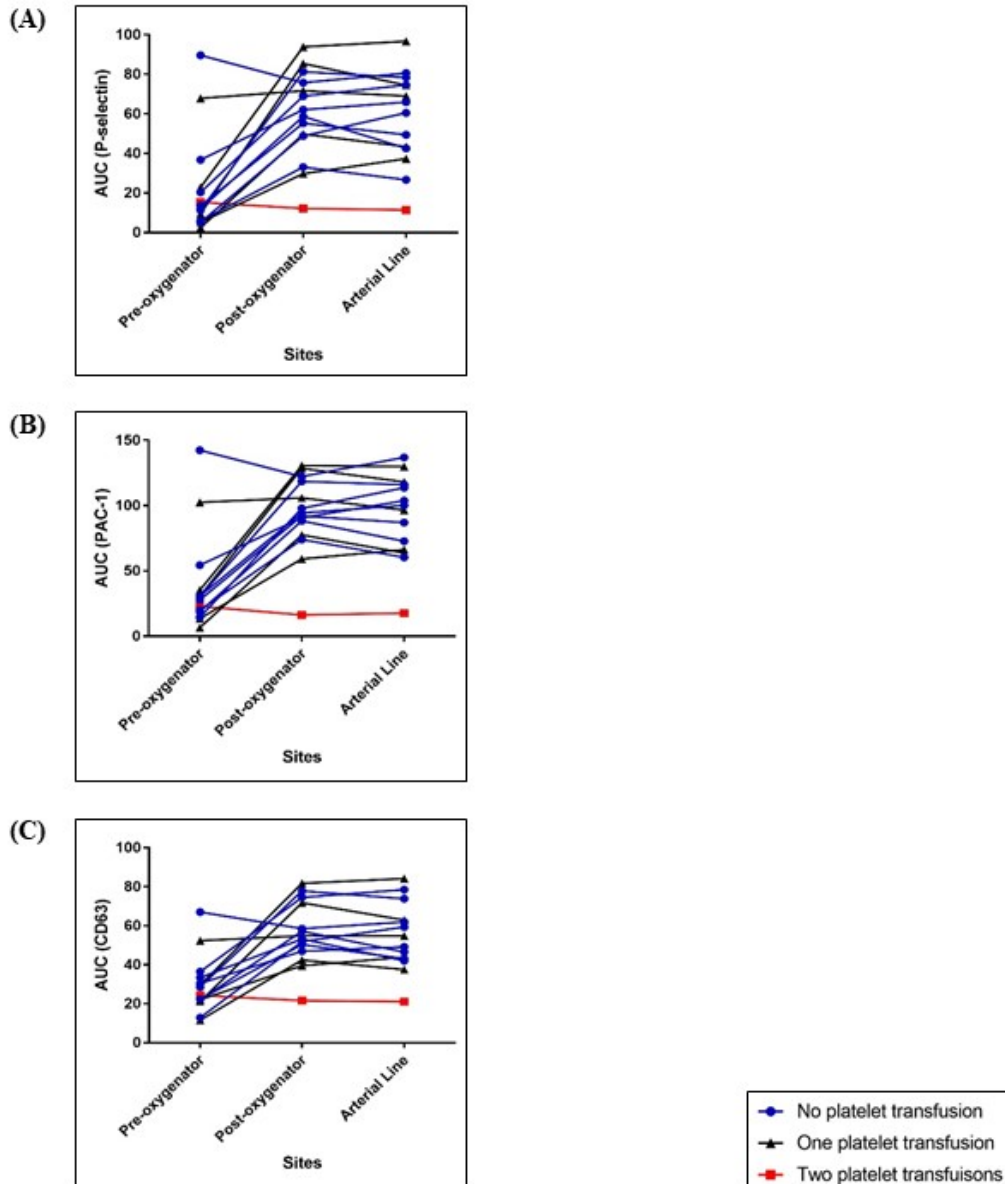 (A)
100
80
60
40
20
0
AUC (P-selectin)
Pre-oxygenator
Post-oxygenator
Arterial Line
Sites
(B)
150
100
50
0
AUC (PAC-1)
Pre-oxygenator
Post-oxygenator
Arterial Line
Sites
(C)
100
80
60
40
20
0
AUC (CD63)
Pre-oxygenator
Post-oxygenator
Arterial Line
Sites
No platelet transfusion
One platelet transfusion
Two platelet transfuisons